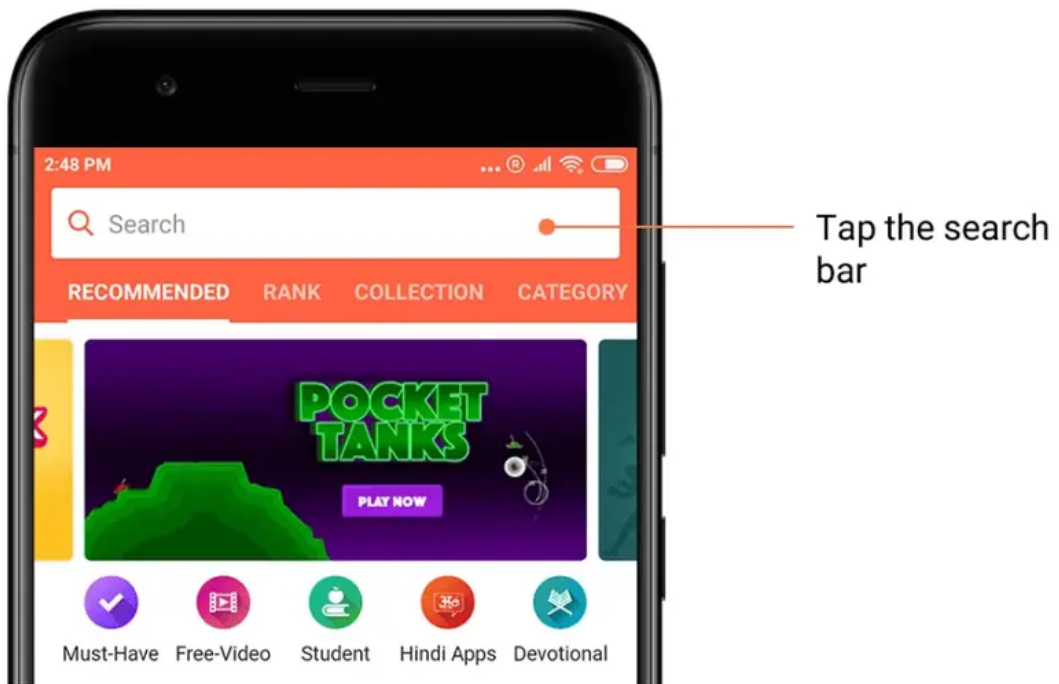 2:48 PM ... ®
Search
Tap the search
bar
RECOMMENDED RANK COLLECTION CATEGORY
POCKET
TANKS
PLAY NOW
Must-Have Free-Video Student Hindi Apps Devotional